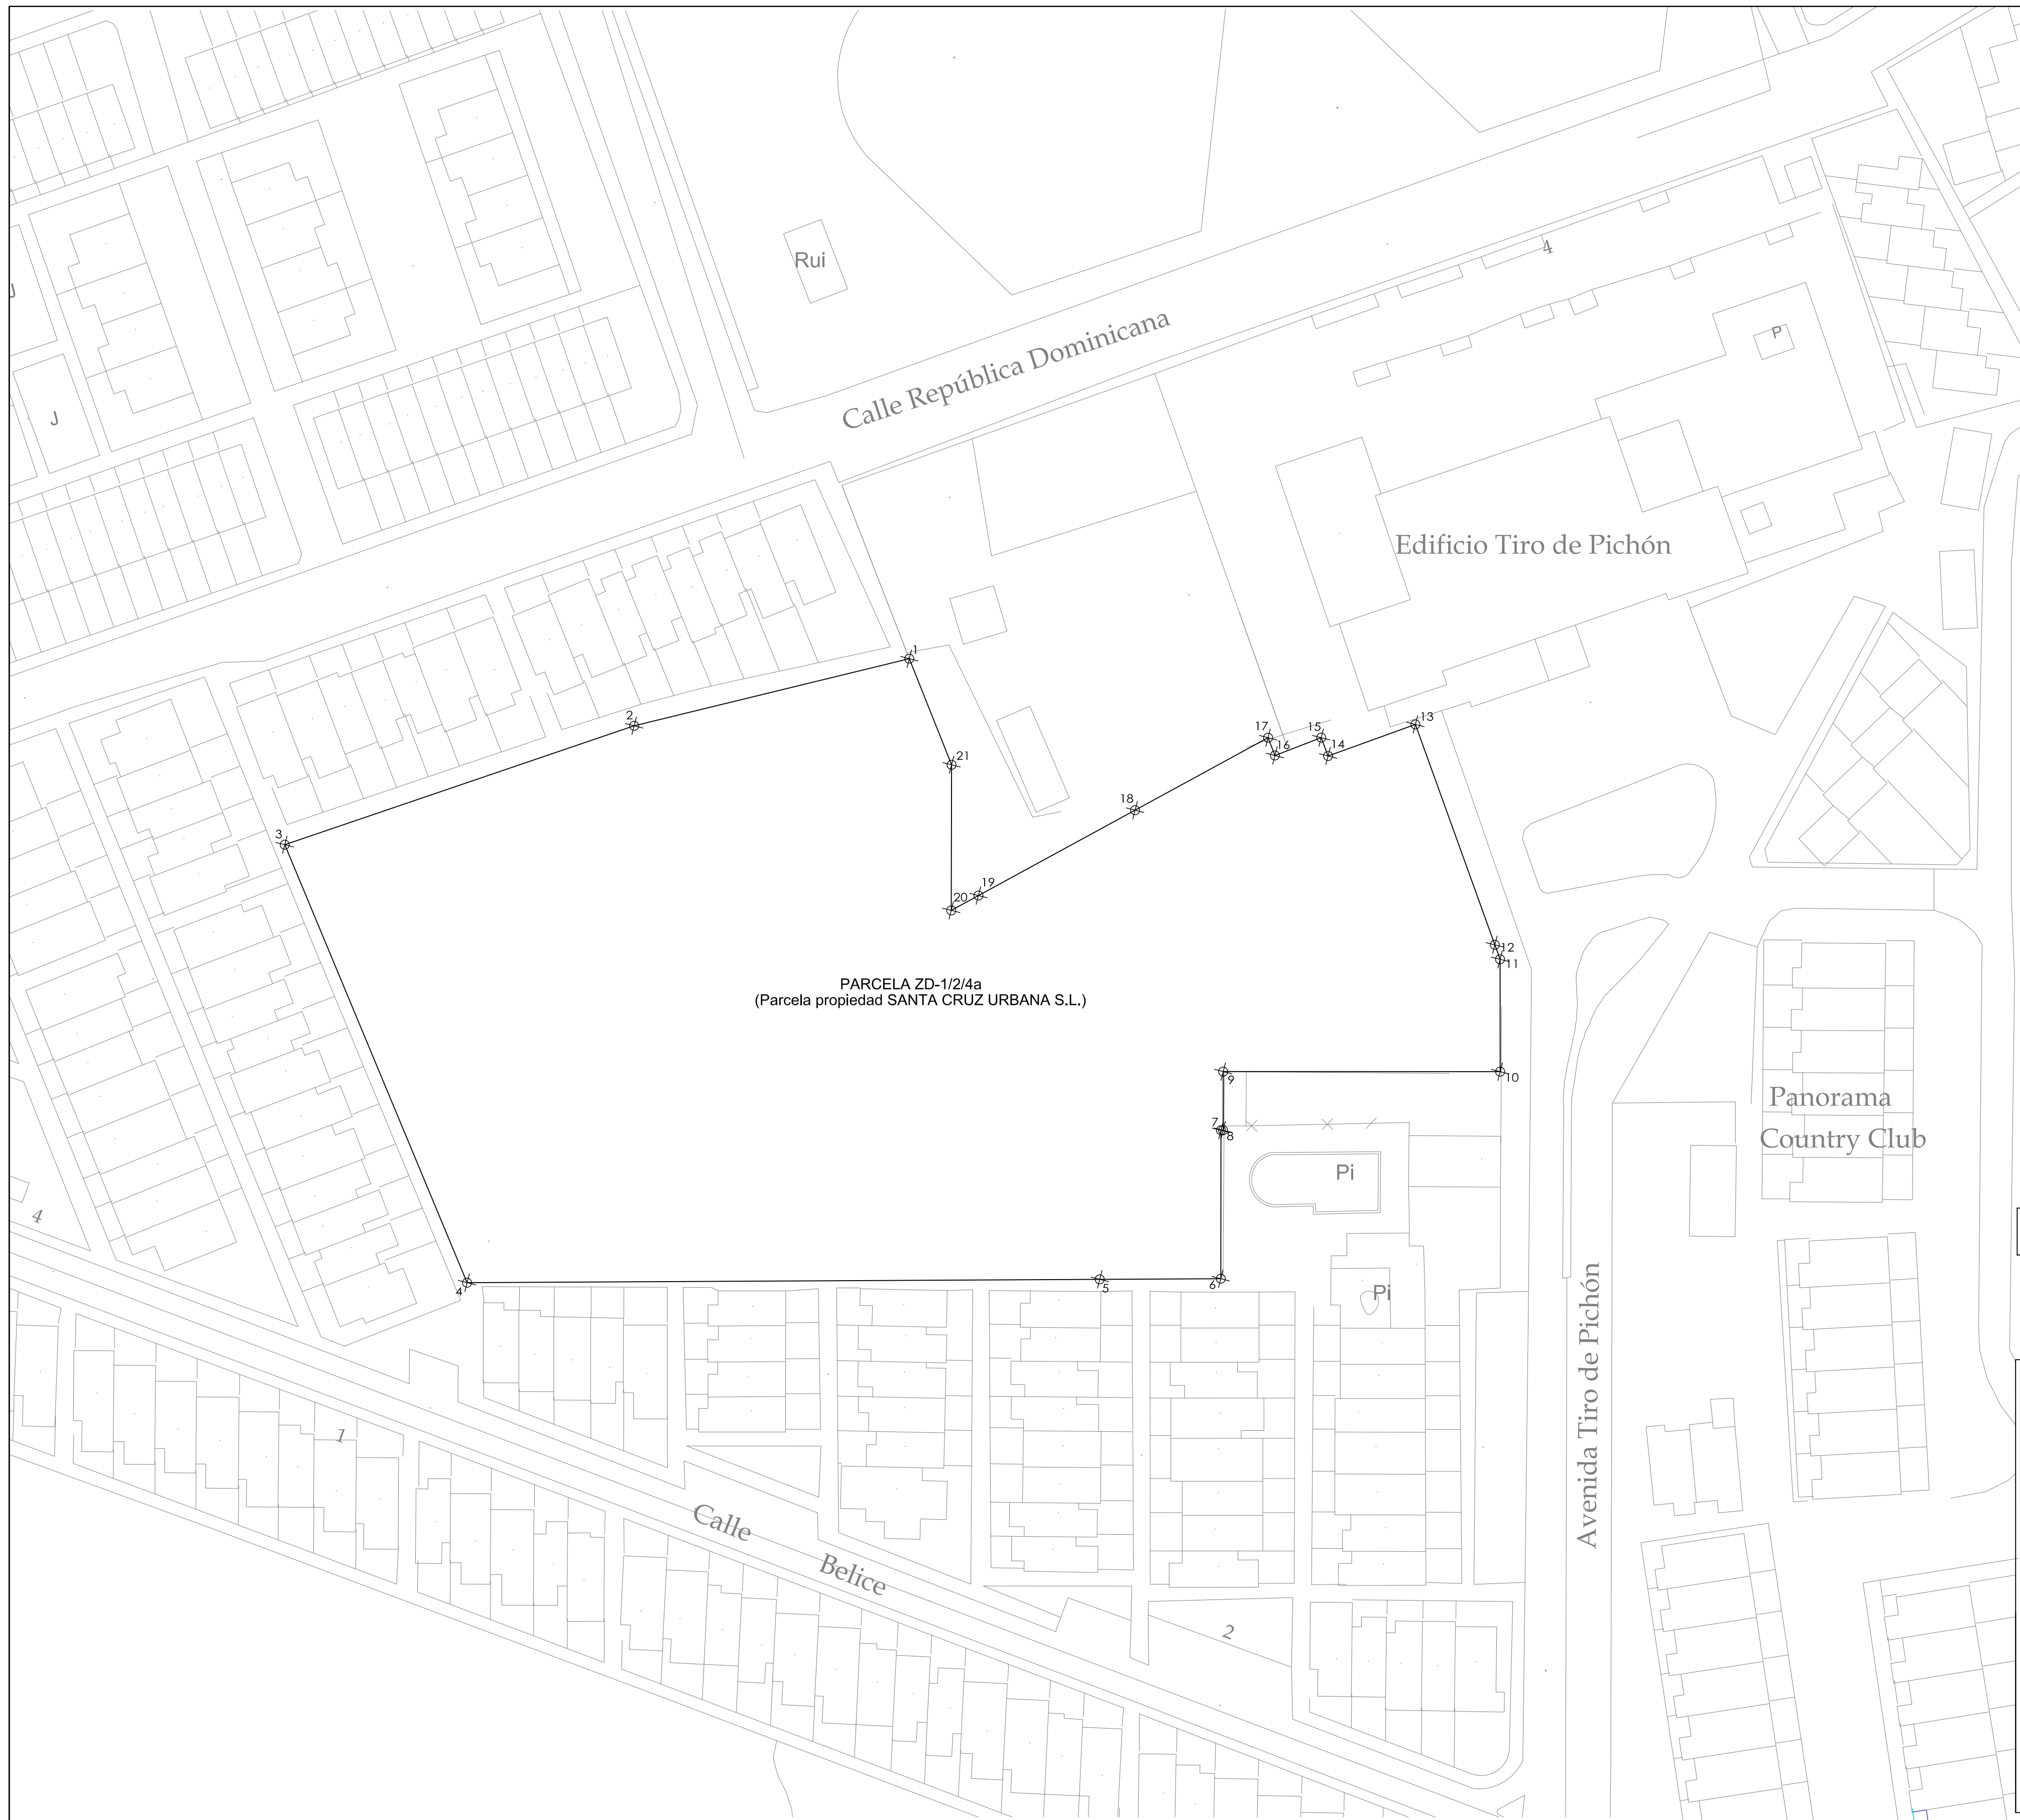 Rui
4
P
J
J
Calle República Dominicana
Edificio Tiro de Pichón
1
2
17
15
13
16
14
21
18
3
19
20
12
11
PARCELA ZD-1/2/4a
(Parcela propiedad SANTA CRUZ URBANA S.L.)
9
10
Panorama
Country Club
7
8
Pi
4
4
5
6
Pi
Avenida Tiro de Pichón
1
Calle
Belice
2